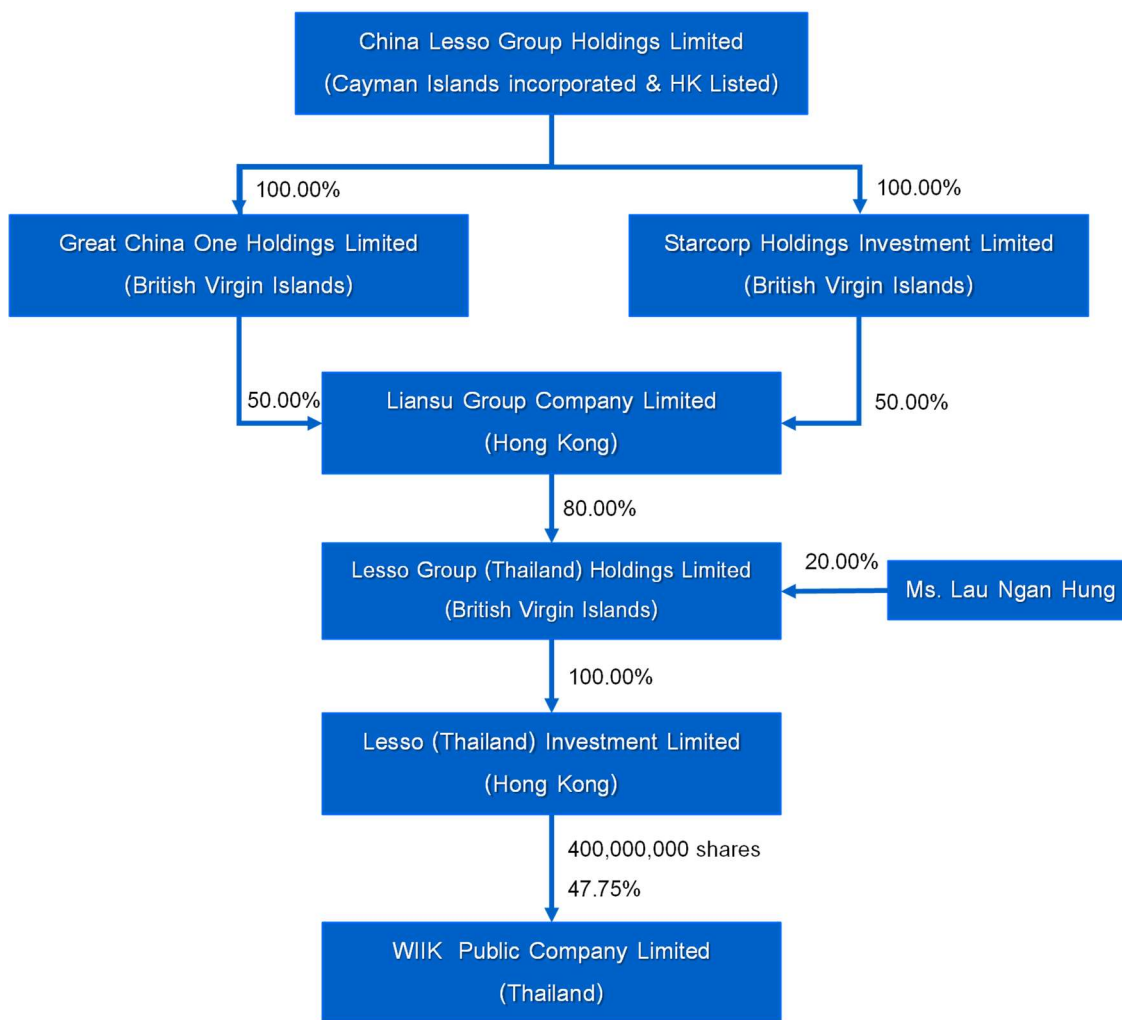 China Lesso Group Holdings Limited
(Cayman Islands incorporated & HK Listed)
100.00%
100.00%
Great China One Holdings Limited
(British Virgin Islands)
Starcorp Holdings Investment Limited
(British Virgin Islands)
50.00%
Liansu Group Company Limited
(Hong Kong)
50.00%
80.00%
Lesso Group (Thailand) Holdings Limited
(British Virgin Islands)
20.00%
Ms. Lau Ngan Hung
100.00%
Lesso (Thailand) Investment Limited
(Hong Kong)
400,000,000 shares
47.75%
WIIK Public Company Limited
(Thailand)